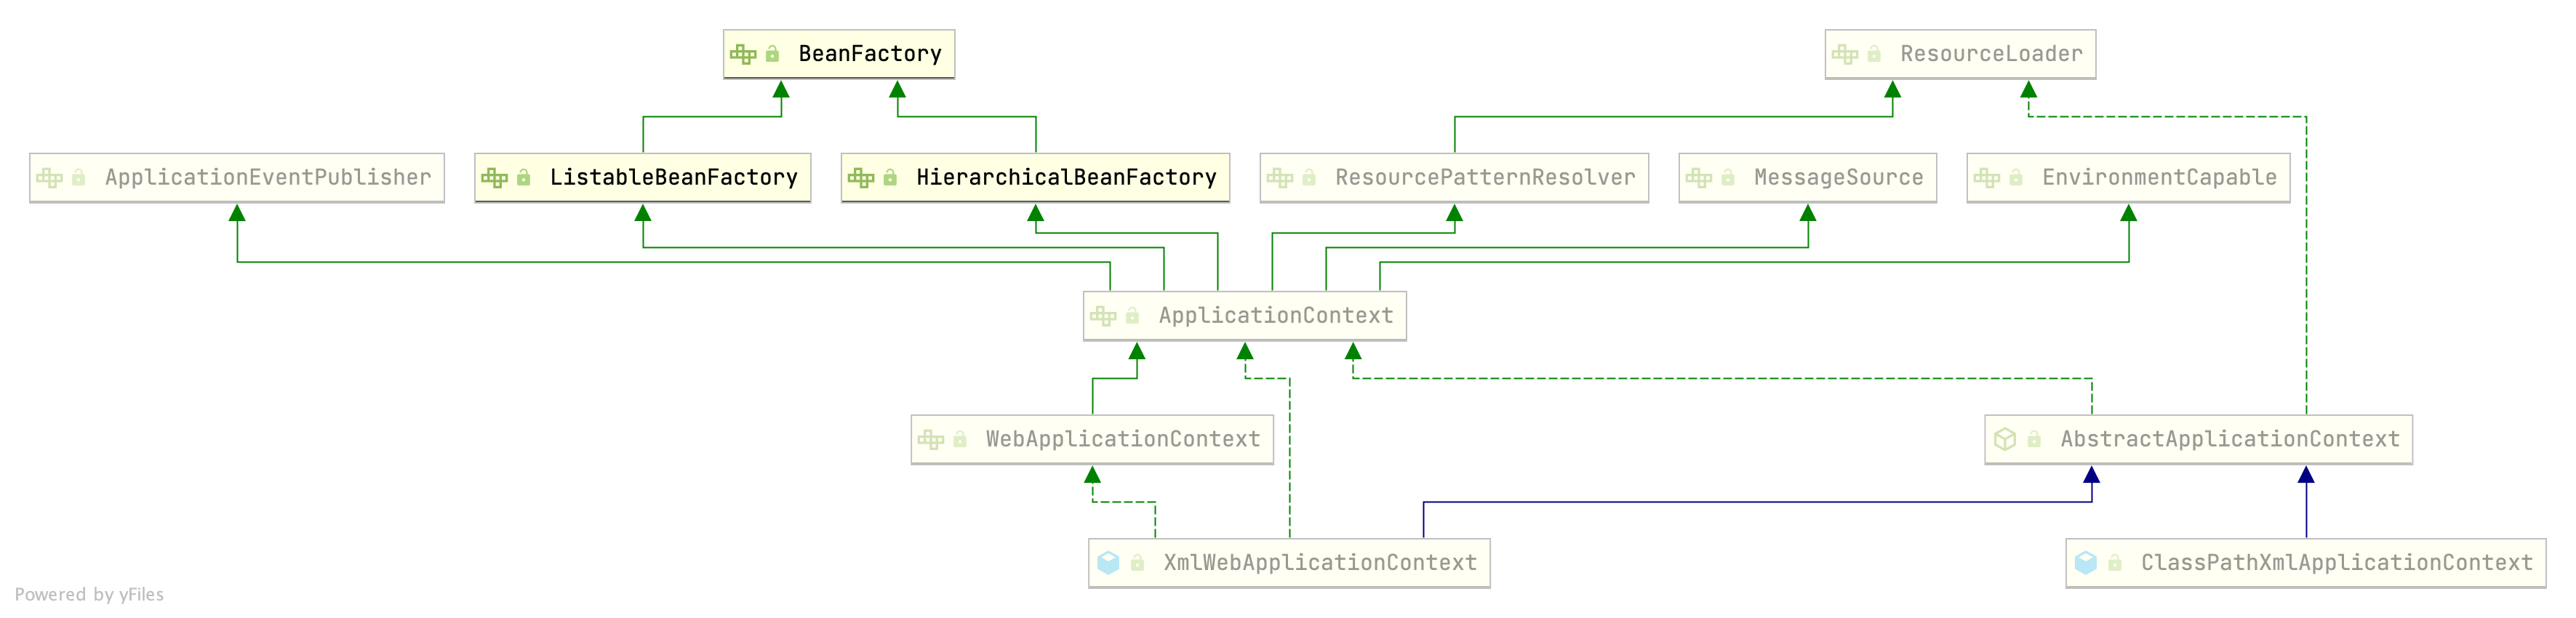 BeanFactory
ResourceLoader
ApplicationEventPublisher
ListableBeanFactory
HierarchicalBeanFactory
ResourcePatternResolver
MessageSource
EnvironmentCapable
ApplicationContext
WebApplicationContext
AbstractApplicationContext
XmlWebApplicationContext
ClassPathXmlApplicationContext
Powered by yFiles